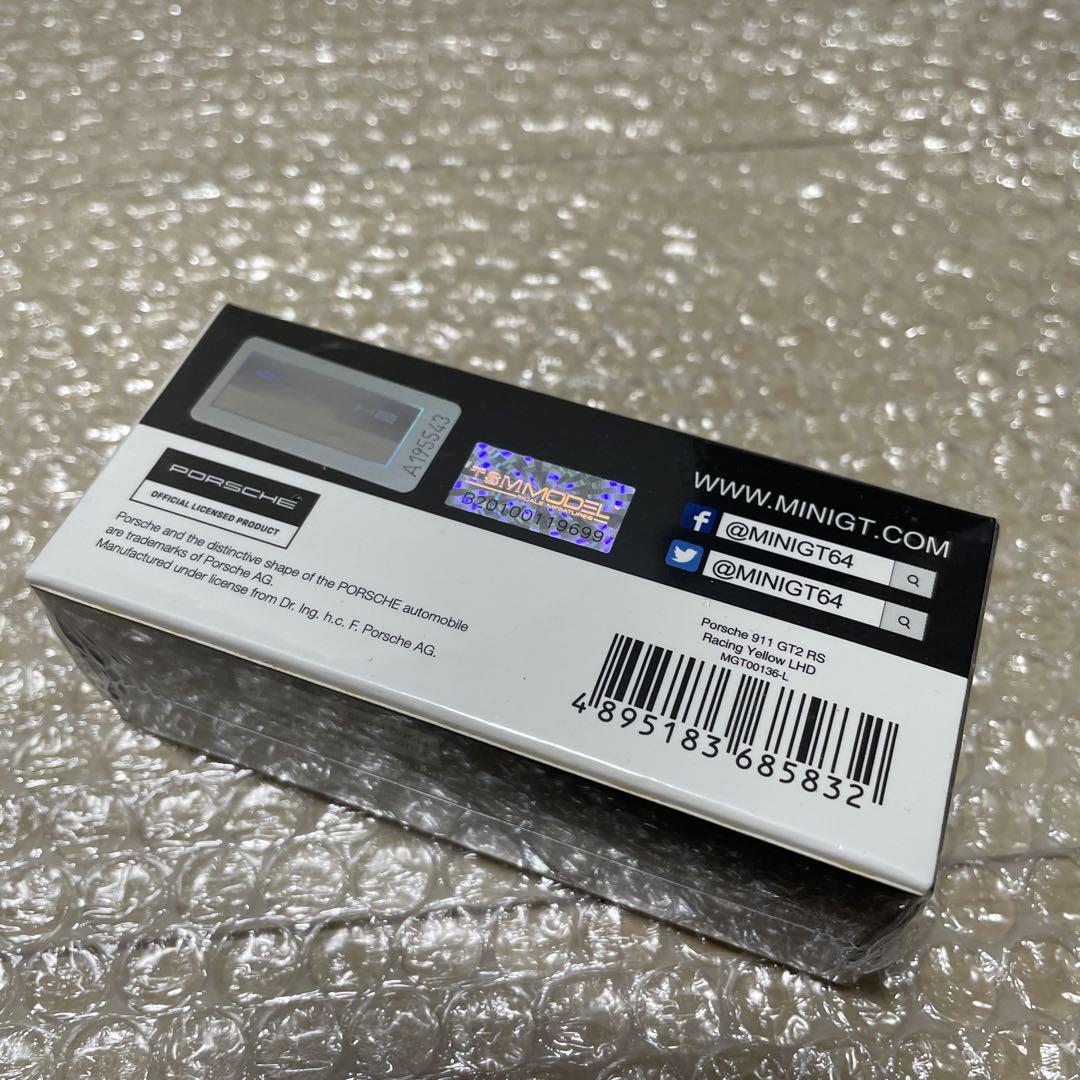 A195543
TSMMODEL
SCALE MINIATURES
B20100119699
WWW.MINIGT.COM
@MINIGT64
@MINIGT64
PORSCHE
OFFICIAL LICENSED PRODUCT
Porsche and the distinctive shape of the PORSCHE automobile
are trademarks of Porsche AG.
Manufactured under license from Dr. Ing. h.c. F. Porsche AG.
Porsche 911 GT2 RS
Racing Yellow LHD
MGT00136-L
4 895183 685832